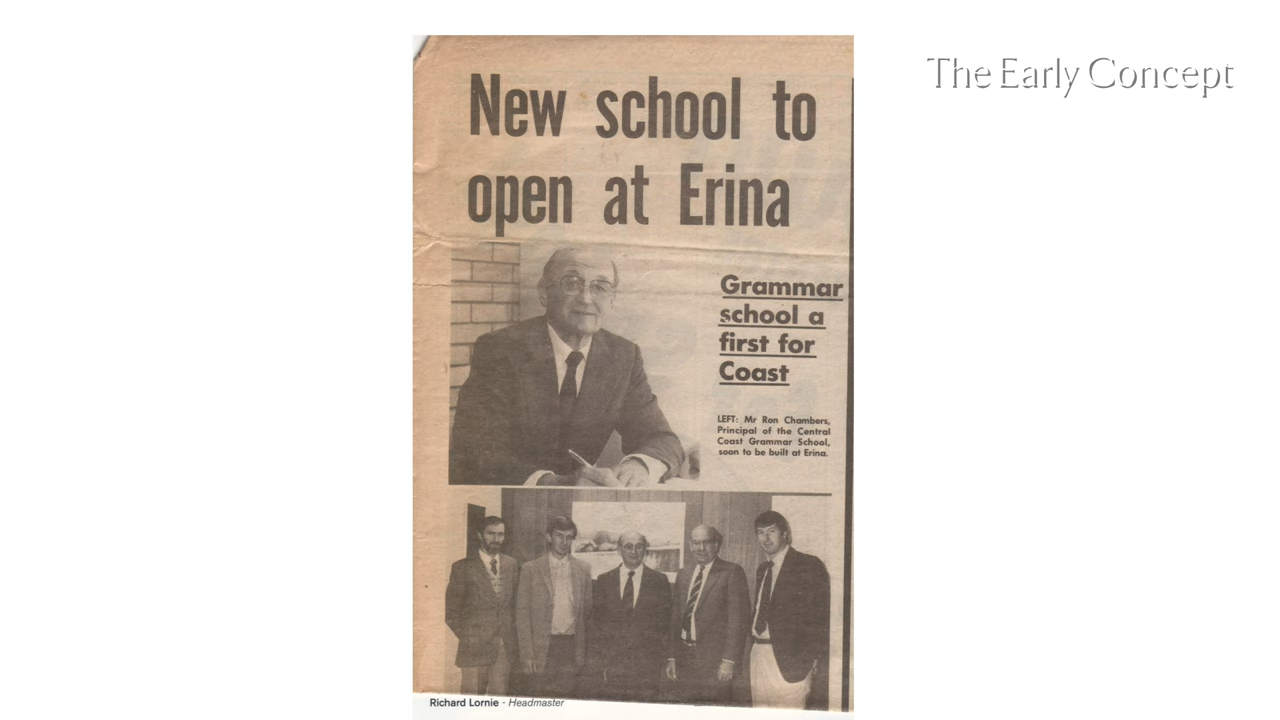 The Early Concept
New school to
open at Erina
Grammar
school a
first for
Coast
LEFT: Mr Ron Chambers,
Principal of the Central
Coast Grammar School,
soon to be built at Erina.
Richard Lornie - Headmaster